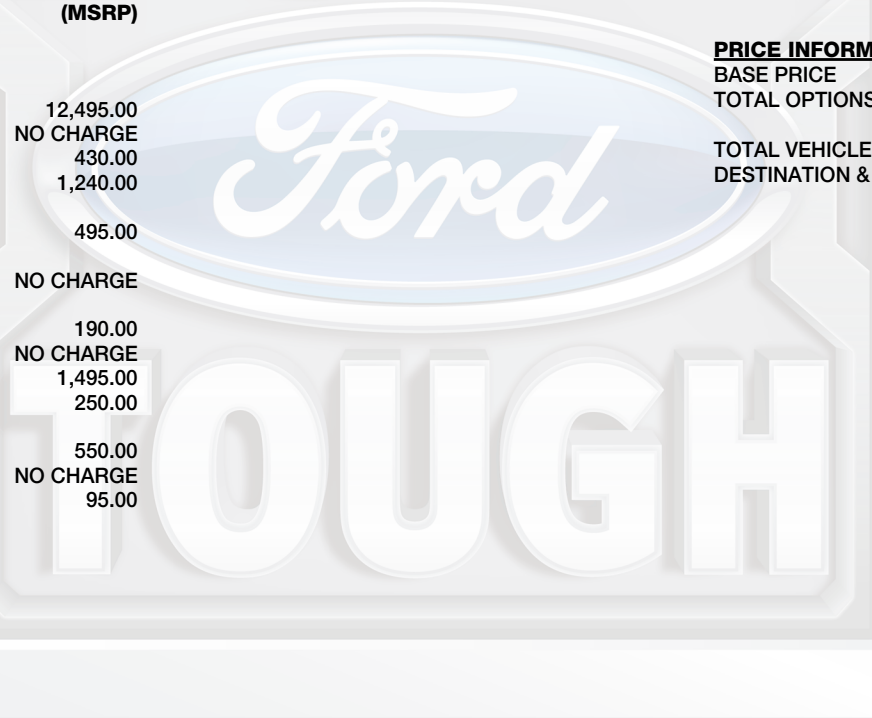 (MSRP)
12,495.00
NO CHARGE
430.00
1,240.00
495.00
NO CHARGE
190.00
NO CHARGE
1,495.00
250.00
550.00
NO CHARGE
95.00
PRICE INFORM
BASE PRICE
TOTAL OPTIONS
TOTAL VEHICLE
DESTINATION &
Ford
TOUGH